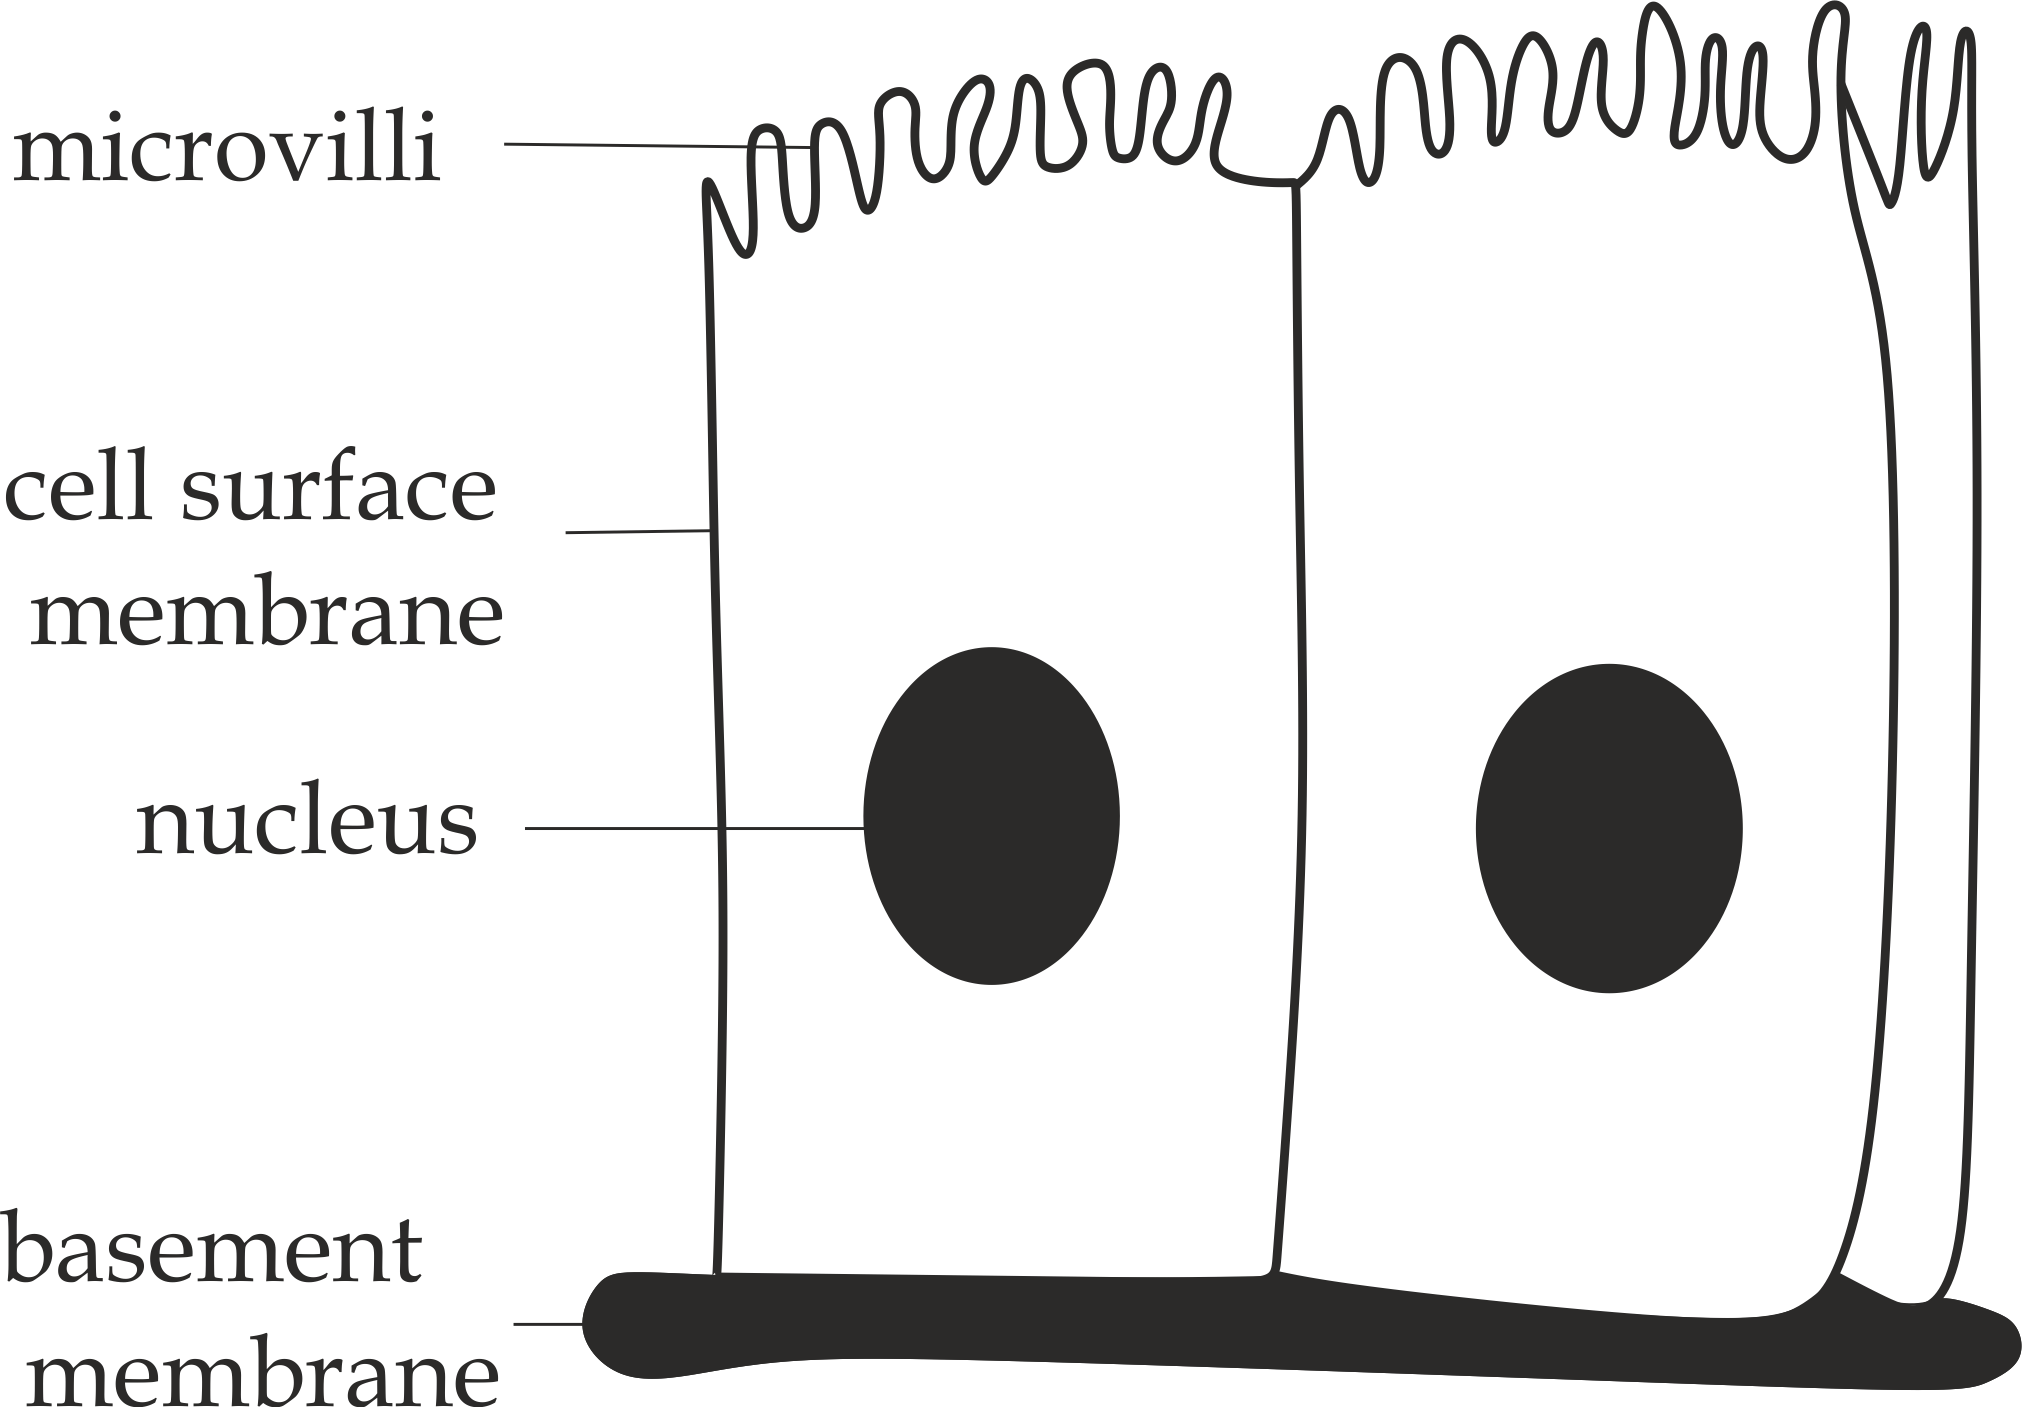 microvilli
cell surface
membrane
nucleus
basement
membrane